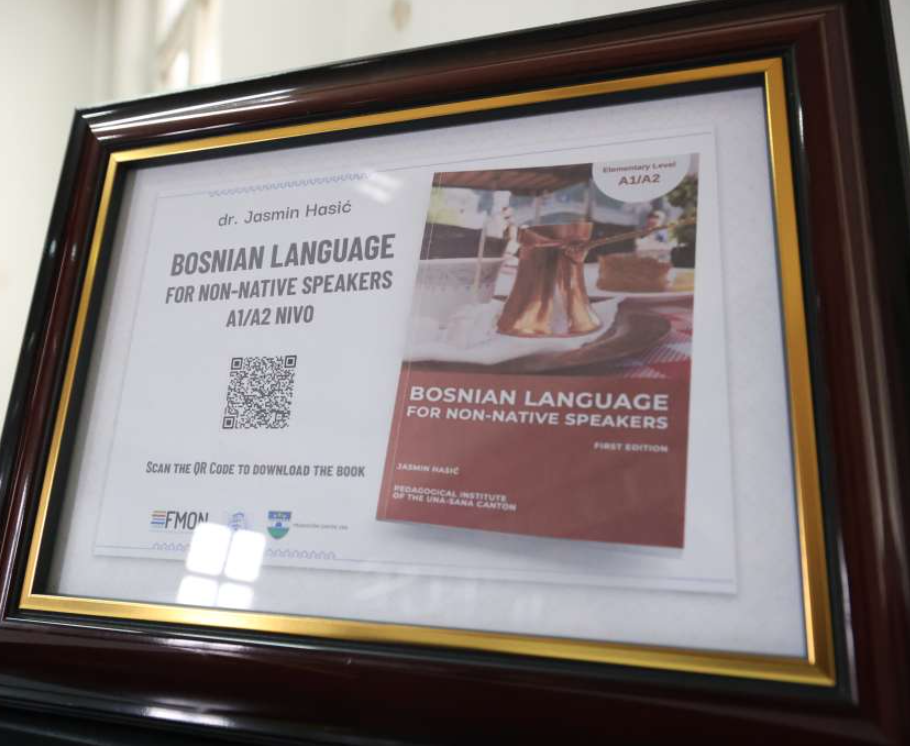 dr. Jasmin Hasić
BOSNIAN LANGUAGE
FOR NON-NATIVE SPEAKERS
A1/A2 NIVO
SCAN THE QR CODE TO DOWNLOAD THE BOOK
FMON
Elementary Level
A1/A2
BOSNIAN LANGUAGE
FOR NON-NATIVE SPEAKERS
FIRST EDITION
JASMIN HASIĆ
PEDAGOGICAL INSTITUTE
OF THE UNA-SANA CANTON